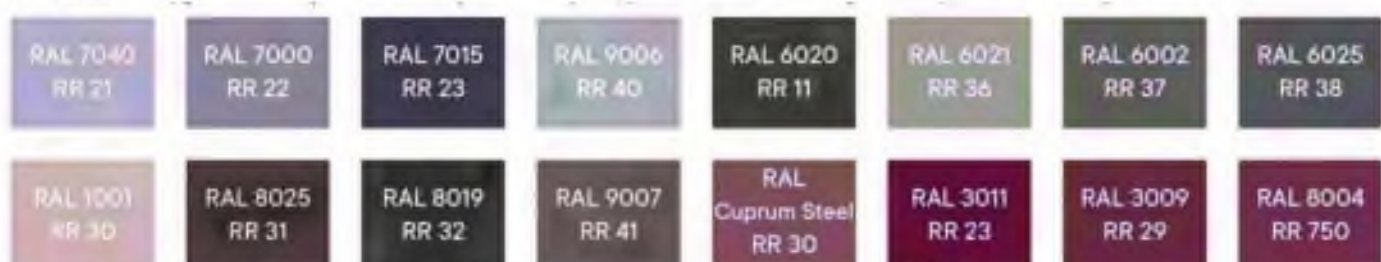 RAL 7040
RR 21
RAL 7000
RR 22
RAL 7015
RR 23
RAL 9006
RR 40
RAL 6020
RR 11
RAL 6021
RR 36
RAL 6002
RR 37
RAL 6025
RR 38
RAL 1001
RR 30
RAL 8025
RR 31
RAL 8019
RR 32
RAL 9007
RR 41
RAL
Cuprum Steel
RR 30
RAL 3011
RR 23
RAL 3009
RR 29
RAL 8004
RR 750